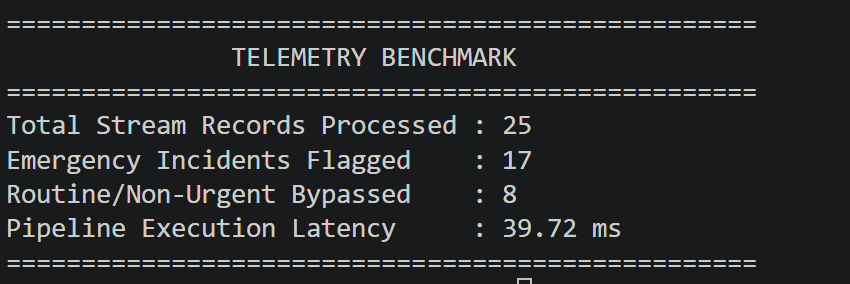 ==================================================
TELEMETRY BENCHMARK
==================================================
Total Stream Records Processed : 25
Emergency Incidents Flagged    : 17
Routine/Non-Urgent Bypassed    : 8
Pipeline Execution Latency     : 39.72 ms
==================================================